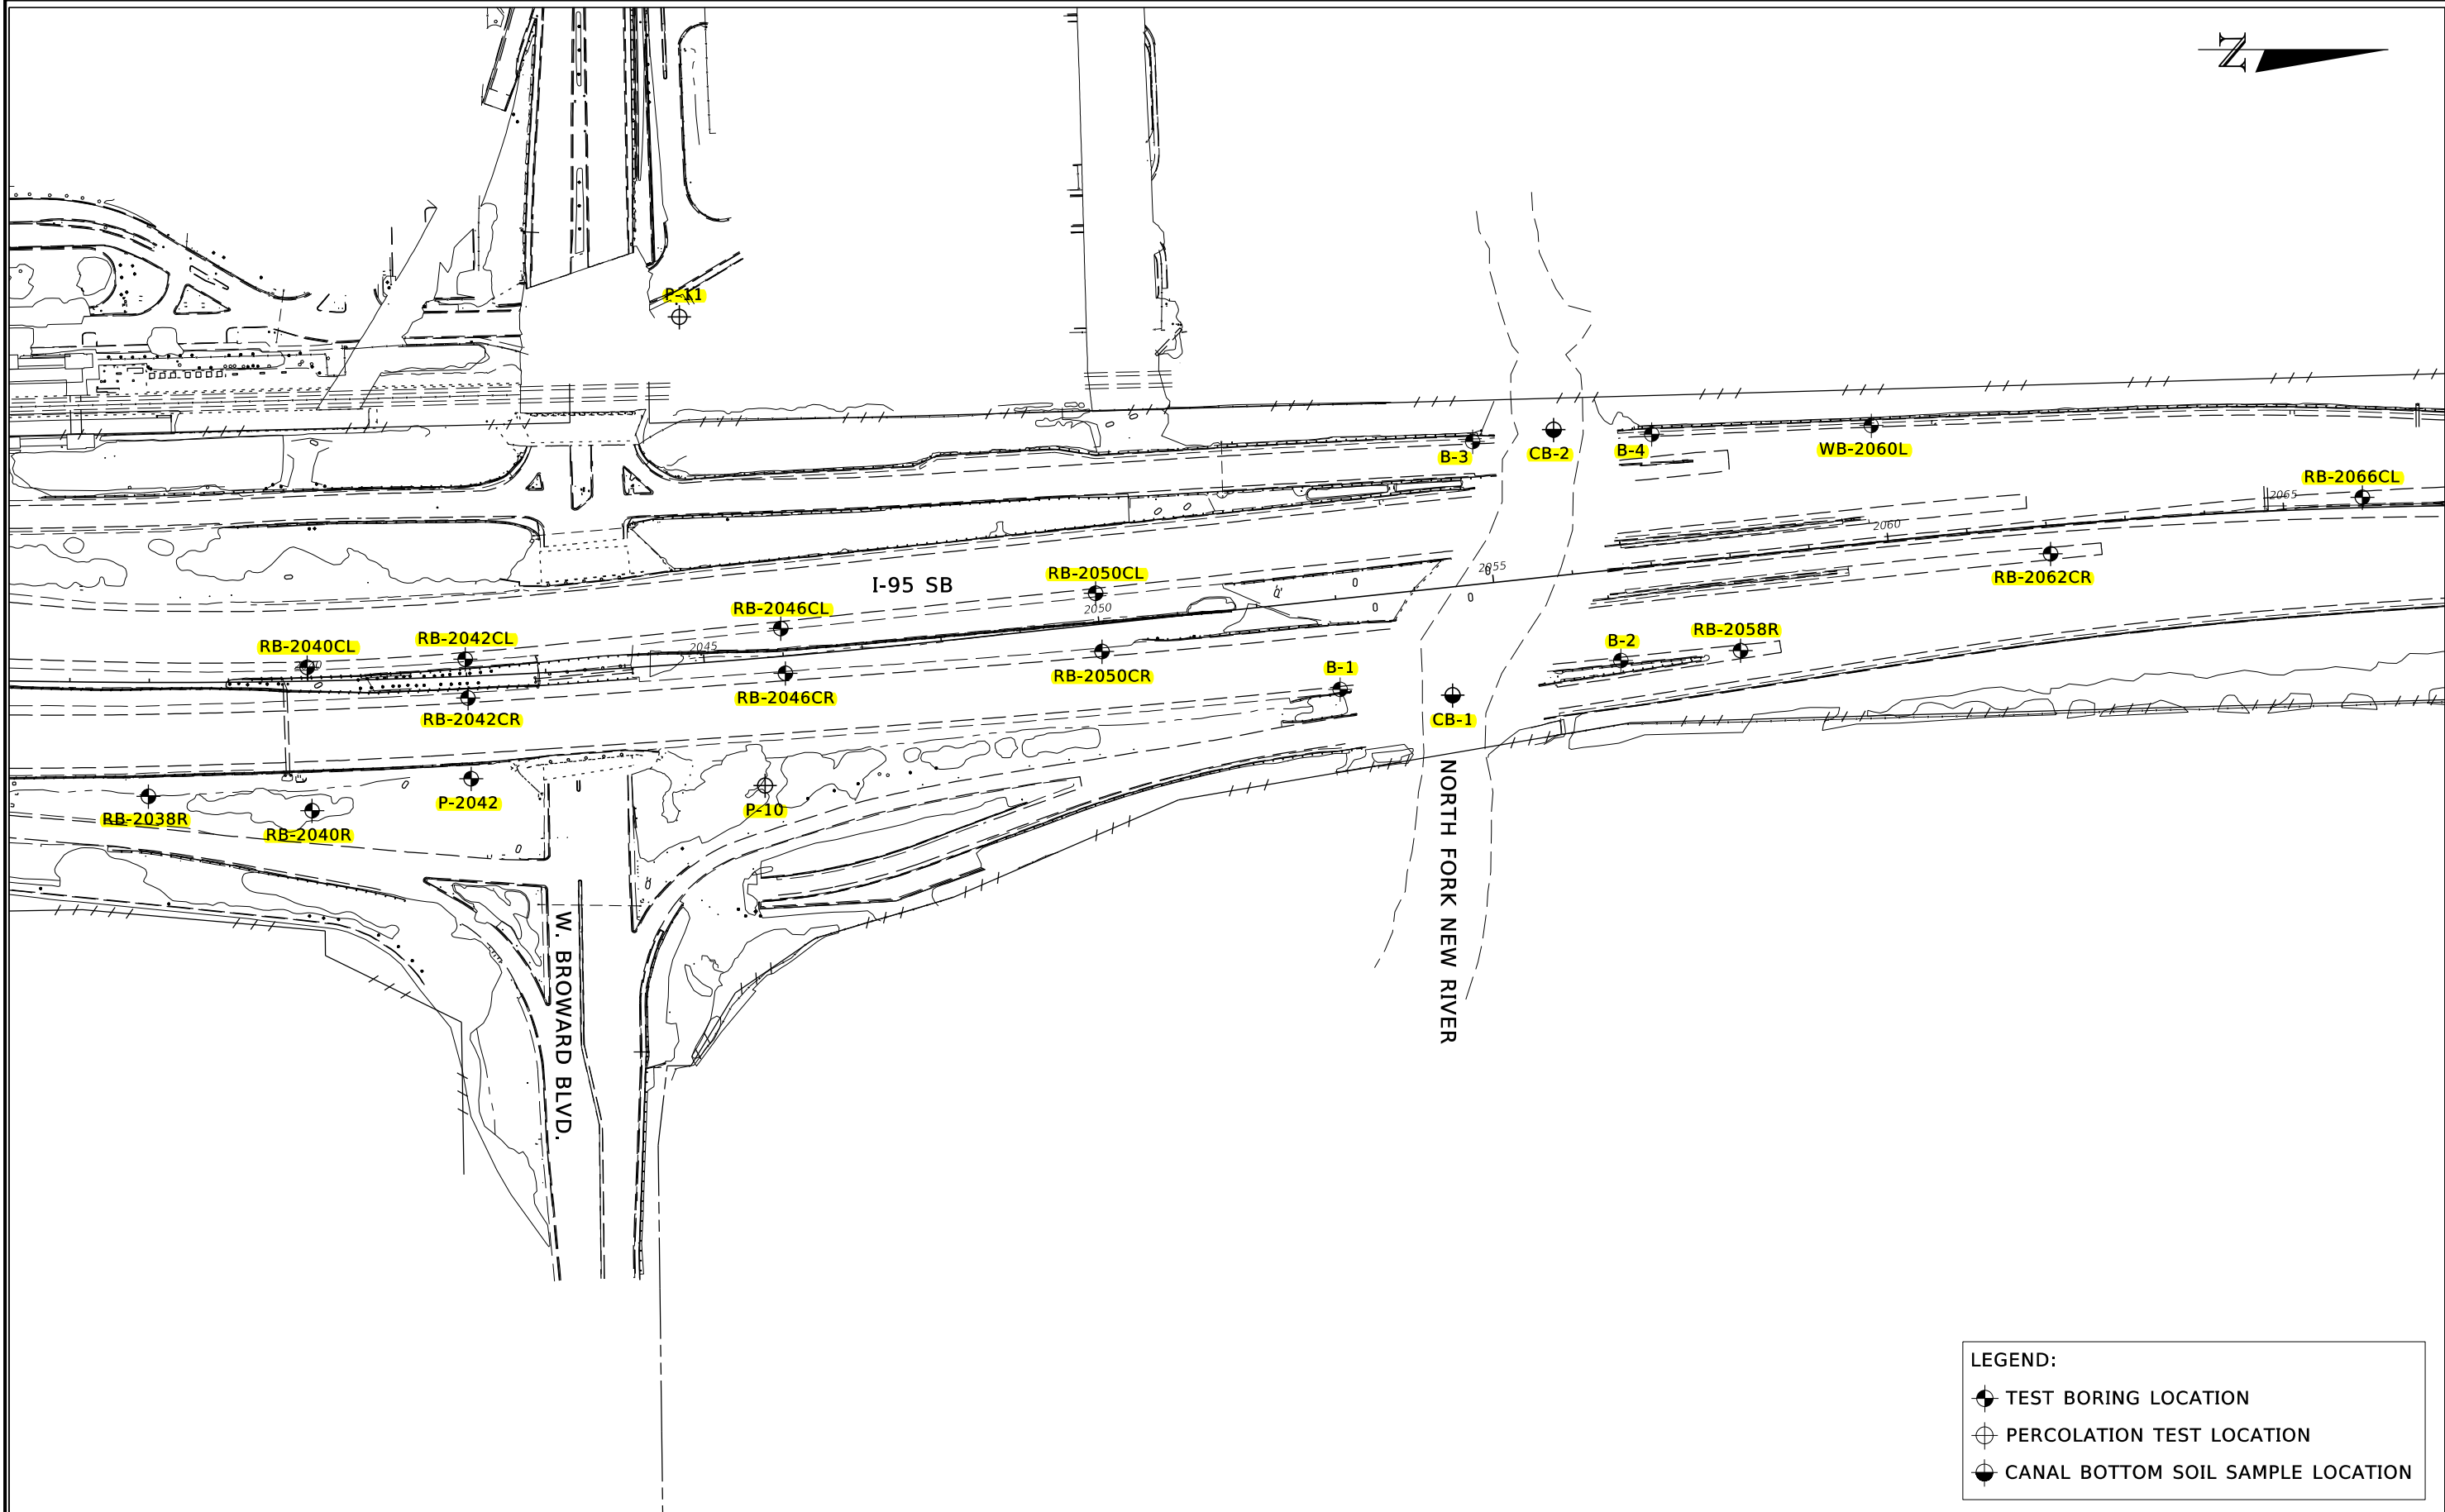 N
P-11
B-3
CB-2
B-4
WB-2060L
RB-2066CL
2065
2060
RB-2062CR
2055
I-95 SB
RB-2050CL
2050
RB-2050CR
RB-2046CL
2045
RB-2046CR
RB-2042CL
RB-2040CL
RB-2042CR
B-2
RB-2058R
B-1
CB-1
P-2042
P-10
RB-2038R
RB-2040R
NORTH FORK NEW RIVER
W. BROWARD BLVD.
LEGEND:
TEST BORING LOCATION
PERCOLATION TEST LOCATION
CANAL BOTTOM SOIL SAMPLE LOCATION